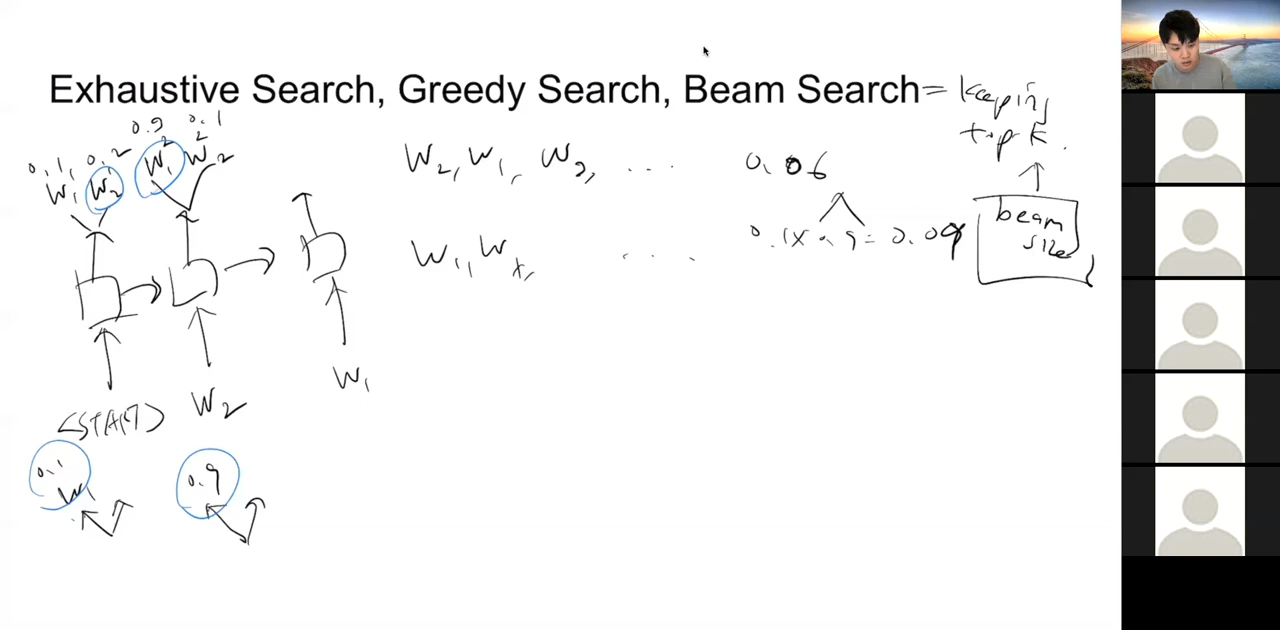 Exhaustive Search, Greedy Search, Beam Search = keeping
top k.
0.1, 0.2 0.9 0.1
W1 W2 W1 W2
W2, W1, W2, ... 0.06
W1, Wx, ... 0.1x0.9 = 0.09
beam
size
W1
<START> W2
0.1 0.9
W1